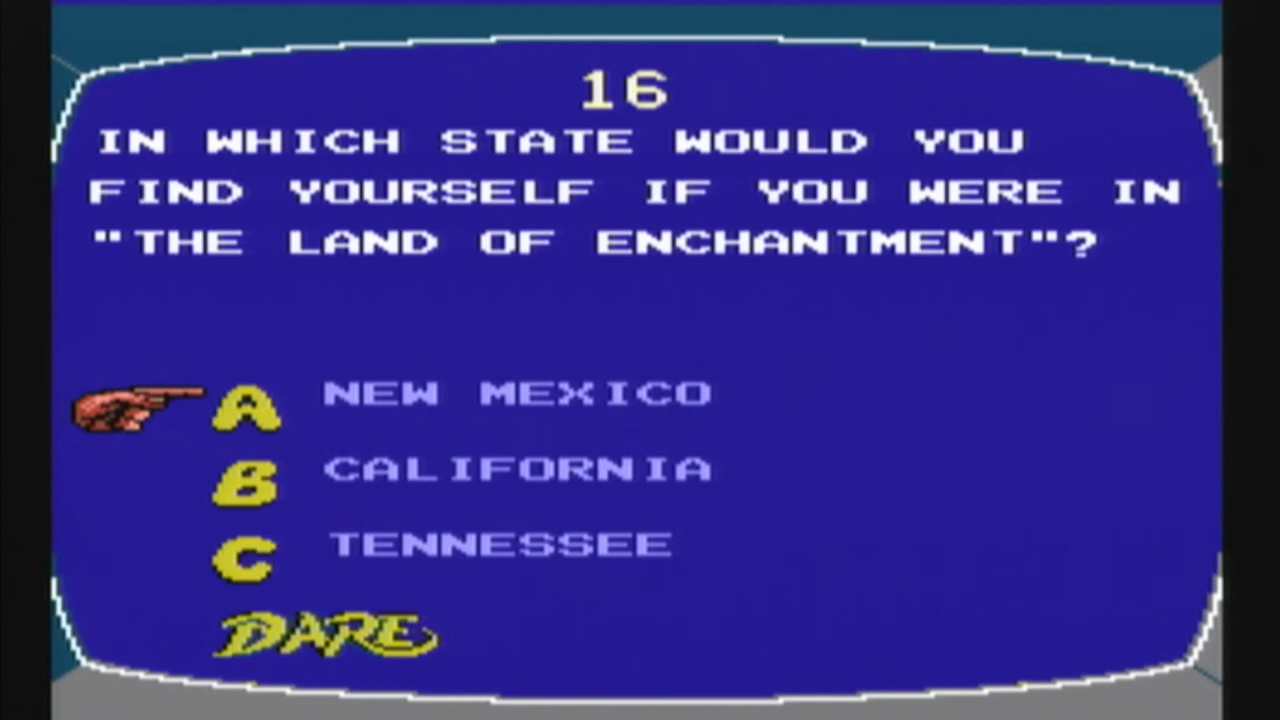 16
IN WHICH STATE WOULD YOU
FIND YOURSELF IF YOU WERE IN
"THE LAND OF ENCHANTMENT"?
A NEW MEXICO
B CALIFORNIA
C TENNESSEE
DARE